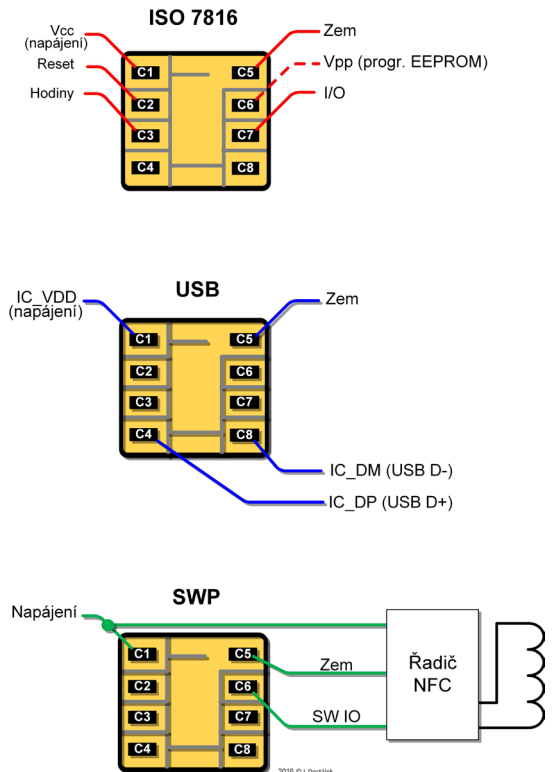 ISO 7816
Vcc
(napájení)
Reset
Hodiny
Zem
Vpp (progr. EEPROM)
I/O
C1
C2
C3
C4
C5
C6
C7
C8
USB
IC_VDD
(napájení)
Zem
C1
C2
C3
C4
C5
C6
C7
C8
IC_DM (USB D-)
IC_DP (USB D+)
SWP
Napájení
C1
C2
C3
C4
C5
C6
C7
C8
Zem
SW IO
Řadič
NFC
2016 © L.Dostálek